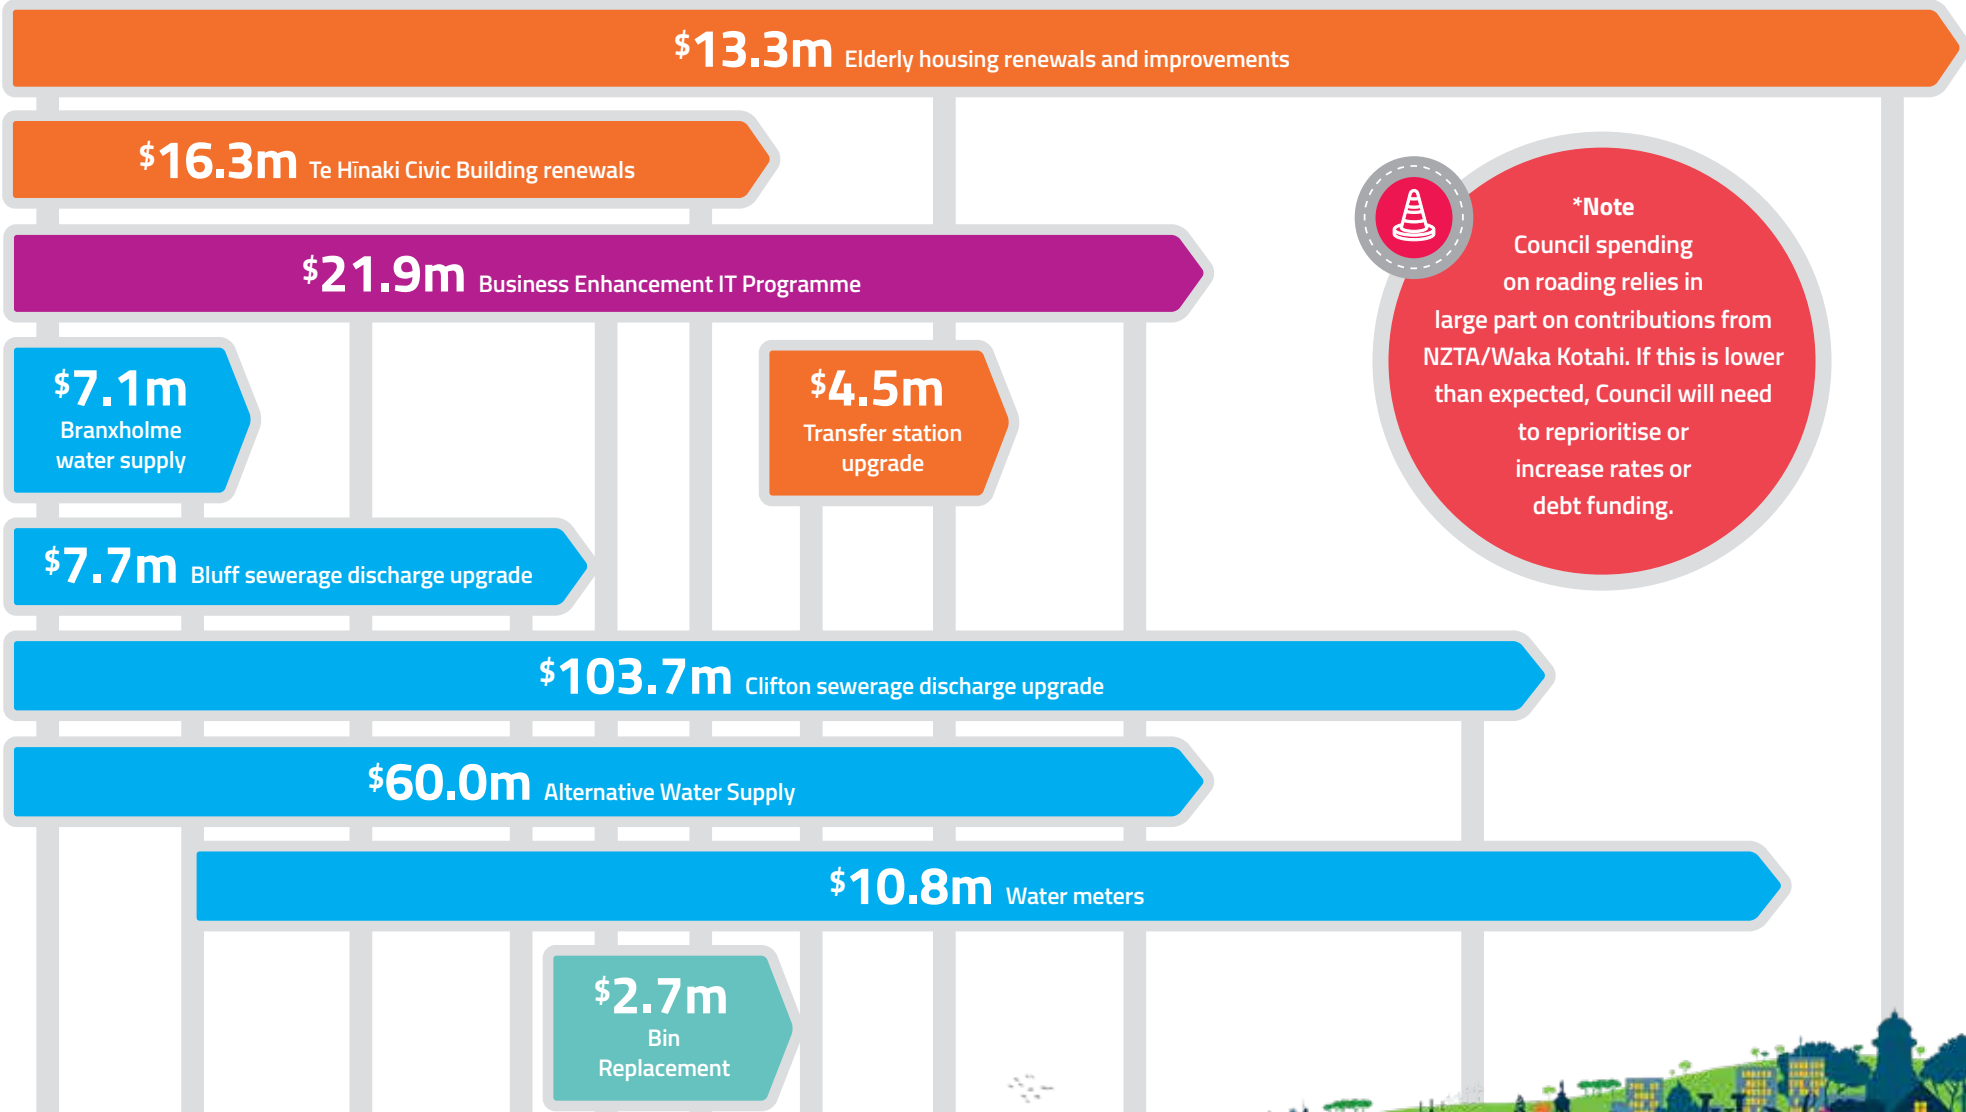 $13.3m Elderly housing renewals and improvements
$16.3m Te Hīnaki Civic Building renewals
$21.9m Business Enhancement IT Programme
$7.1m
Branxholme
water supply
$4.5m
Transfer station
upgrade
*Note
Council spending
on roading relies in
large part on contributions from
NZTA/Waka Kotahi. If this is lower
than expected, Council will need
to reprioritise or
increase rates or
debt funding.
$7.7m Bluff sewerage discharge upgrade
$103.7m Clifton sewerage discharge upgrade
$60.0m Alternative Water Supply
$10.8m Water meters
$2.7m
Bin
Replacement